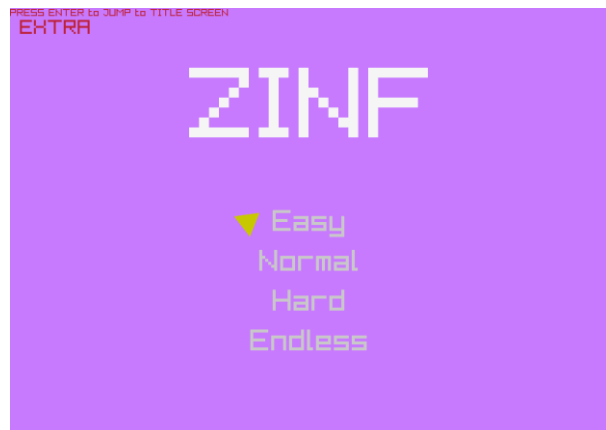 PRESS ENTER to JUMP to TITLE SCREEN
EXTRA
ZINF
Easy
Normal
Hard
Endless